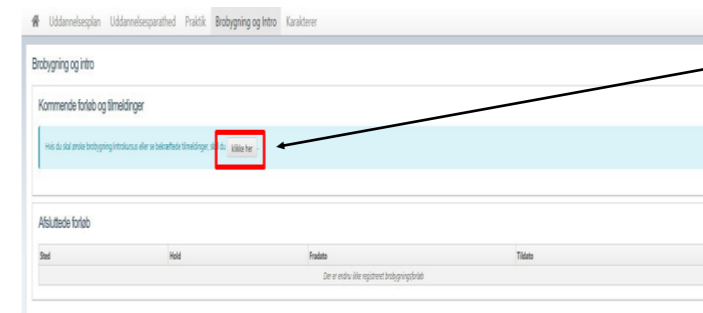 Uddannelsesplan Uddannelsesparathed Praktik Brobygning og Intro Karakterer
Brobygning og intro
Kommende forløb og tilmeldinger
Hvis du skal ønske brobygning/introkursus eller se bekræftede tilmeldinger, skal du klikke her
Afsluttede forløb
Sted Hold Fradato Tildato
Der er endnu ikke registreret brobygningsforløb